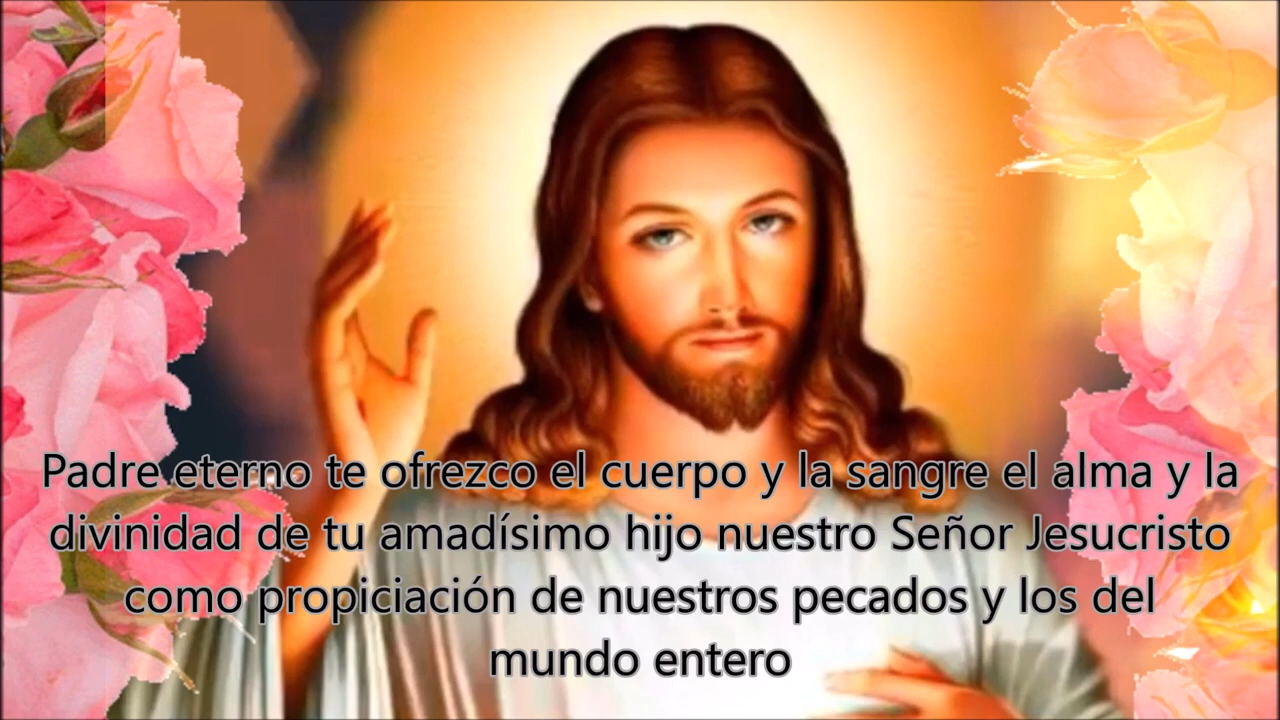 Padre eterno te ofrezco el cuerpo y la sangre el alma y la
divinidad de tu amadísimo hijo nuestro Señor Jesucristo
como propiciación de nuestros pecados y los del
mundo entero